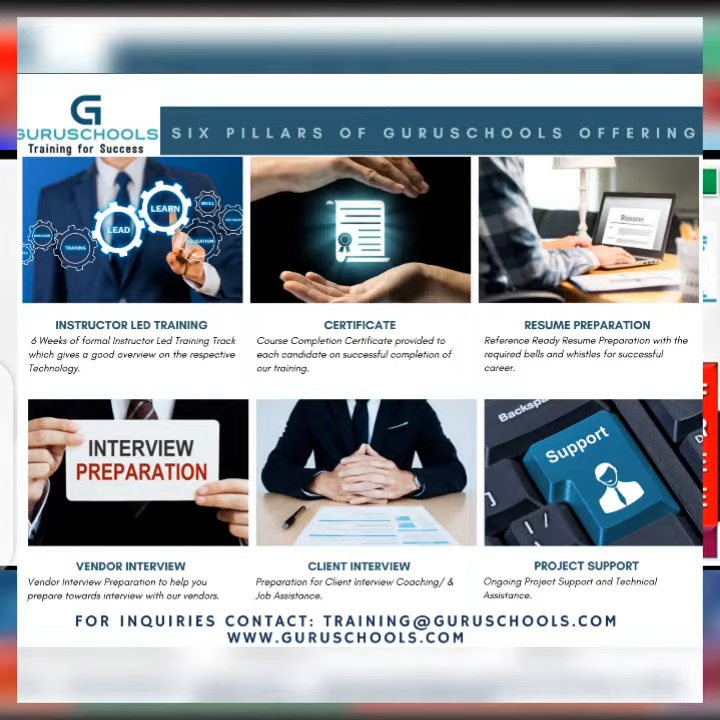 GURUSCHOOLS
Training for Success
SIX PILLARS OF GURUSCHOOLS OFFERING
LEAD
LEARN
TRAINING
SKILL
EDUCATION
Resume
INSTRUCTOR LED TRAINING
6 Weeks of formal Instructor Led Training Track
which gives a good overview on the respective
Technology.
CERTIFICATE
Course Completion Certificate provided to
each candidate on successful completion of
our training.
RESUME PREPARATION
Reference Ready Resume Preparation with the
required bells and whistles for successful
career.
INTERVIEW
PREPARATION
Backspa
Support
VENDOR INTERVIEW
Vendor Interview Preparation to help you
prepare towards interview with our vendors.
CLIENT INTERVIEW
Preparation for Client Interview Coaching/ &
Job Assistance.
PROJECT SUPPORT
Ongoing Project Support and Technical
Assistance.
FOR INQUIRIES CONTACT: TRAINING@GURUSCHOOLS.COM
WWW.GURUSCHOOLS.COM